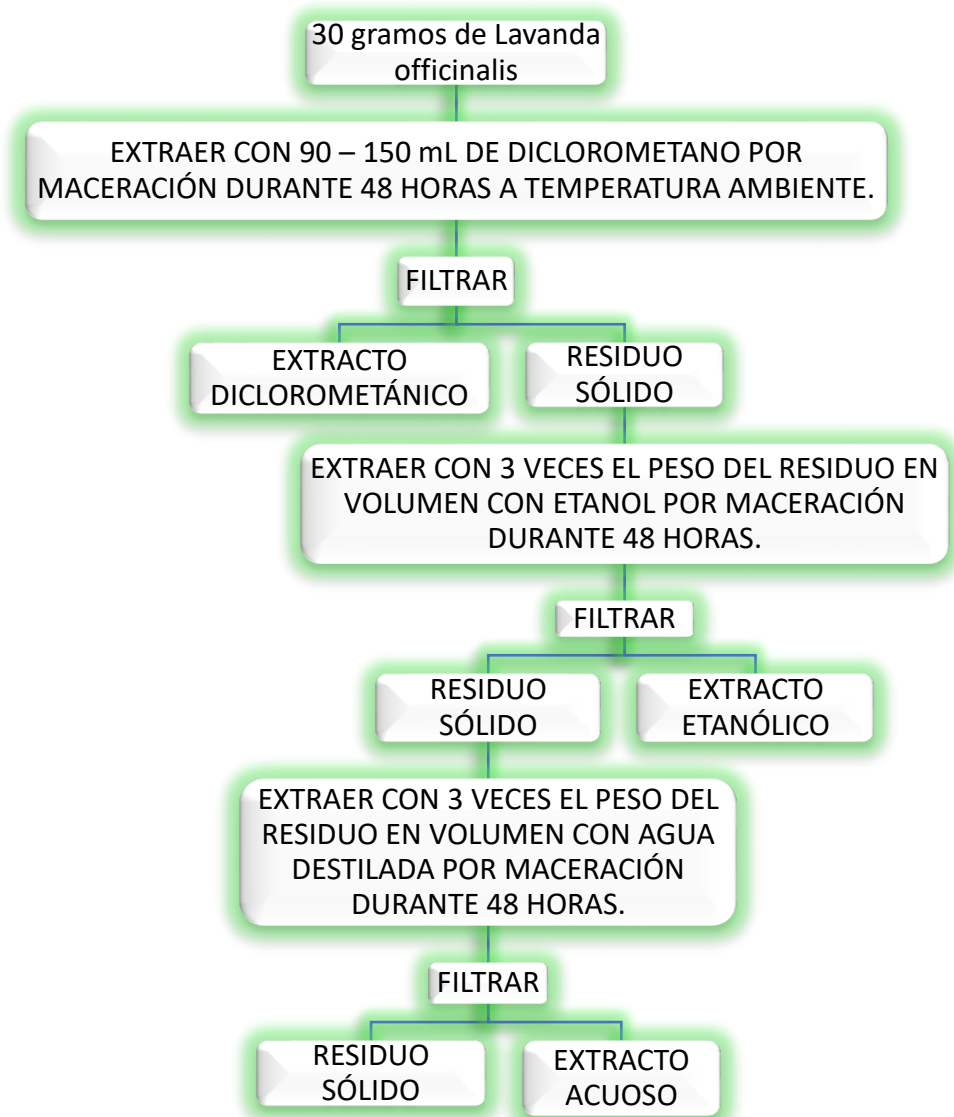 30 gramos de Lavanda
officinalis
EXTRAER CON 90 – 150 mL DE DICLOROMETANO POR
MACERACIÓN DURANTE 48 HORAS A TEMPERATURA AMBIENTE.
FILTRAR
EXTRACTO
DICLOROMETÁNICO
RESIDUO
SÓLIDO
EXTRAER CON 3 VECES EL PESO DEL RESIDUO EN
VOLUMEN CON ETANOL POR MACERACIÓN
DURANTE 48 HORAS.
FILTRAR
RESIDUO
SÓLIDO
EXTRACTO
ETANÓLICO
EXTRAER CON 3 VECES EL PESO DEL
RESIDUO EN VOLUMEN CON AGUA
DESTILADA POR MACERACIÓN
DURANTE 48 HORAS.
FILTRAR
RESIDUO
SÓLIDO
EXTRACTO
ACUOSO